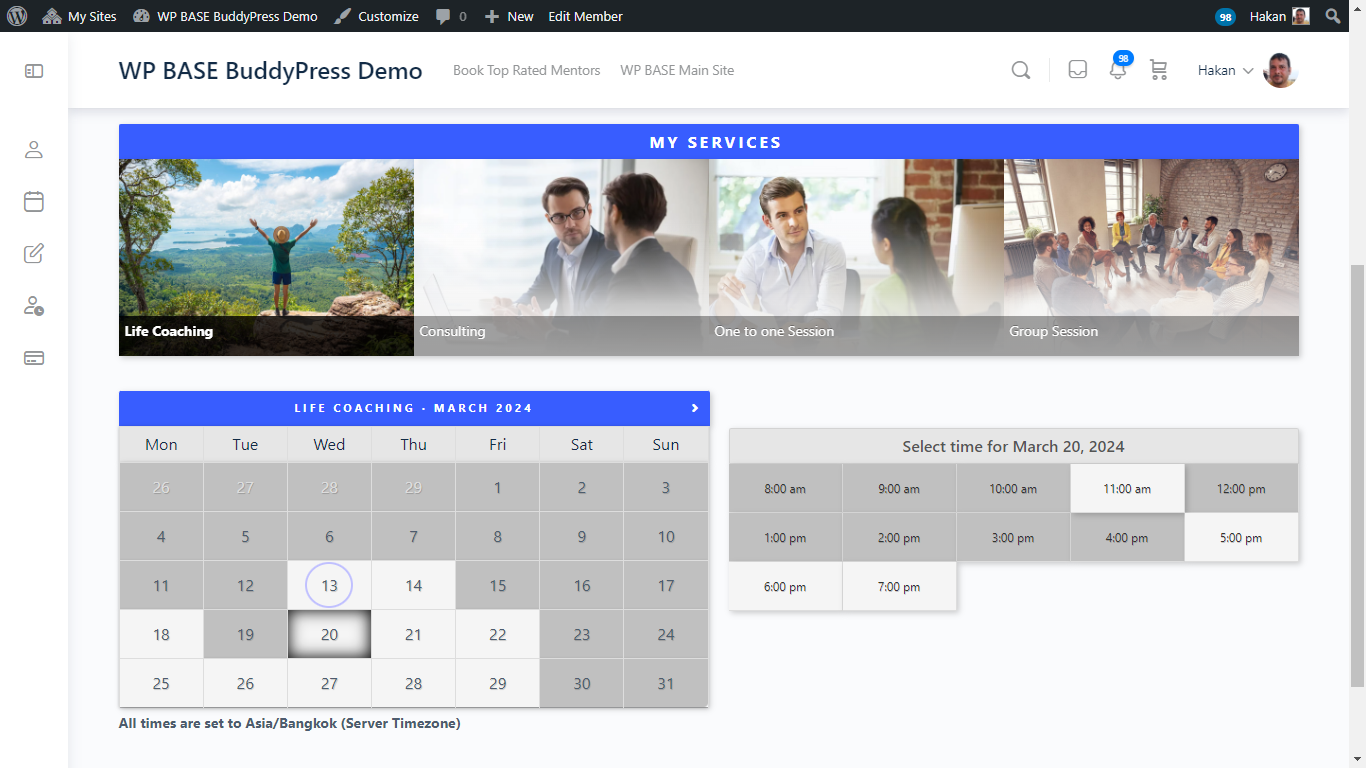 My Sites WP BASE BuddyPress Demo Customize 0 New Edit Member 98 Hakan
WP BASE BuddyPress Demo Book Top Rated Mentors WP BASE Main Site 98 Hakan
MY SERVICES
Life Coaching Consulting One to one Session Group Session
LIFE COACHING - MARCH 2024
Mon Tue Wed Thu Fri Sat Sun
26 27 28 29 1 2 3
4 5 6 7 8 9 10
11 12 13 14 15 16 17
18 19 20 21 22 23 24
25 26 27 28 29 30 31
All times are set to Asia/Bangkok (Server Timezone)
Select time for March 20, 2024
8:00 am 9:00 am 10:00 am 11:00 am 12:00 pm
1:00 pm 2:00 pm 3:00 pm 4:00 pm 5:00 pm
6:00 pm 7:00 pm